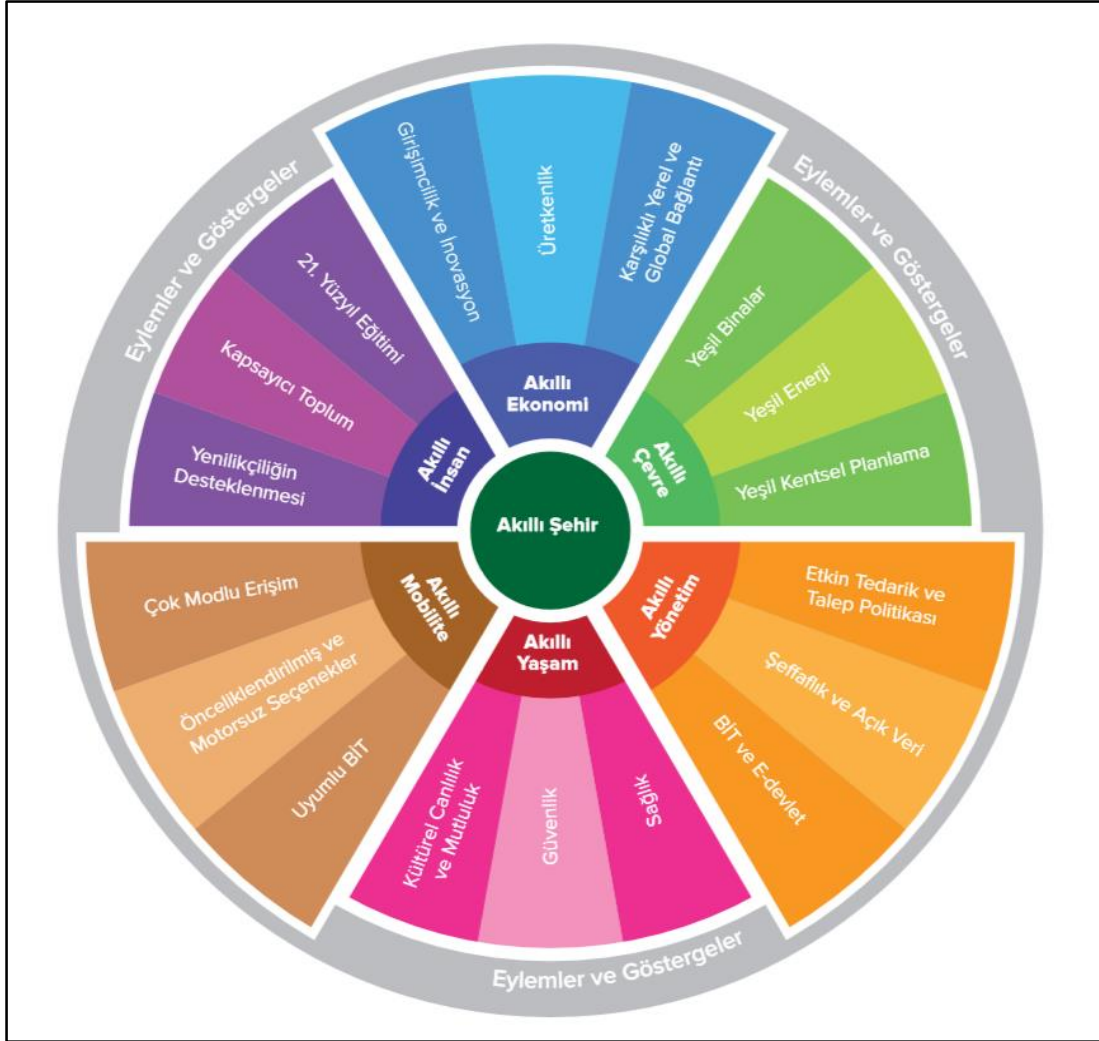 Akıllı Şehir
Eylemler ve Göstergeler
Akıllı
Ekonomi
Girişimcilik ve İnovasyon
Üretkenlik
Karşılıklı Yerel ve
Global Bağlantı
Eylemler ve Göstergeler
Akıllı
Çevre
Yeşil Binalar
Yeşil Enerji
Yeşil Kentsel Planlama
Akıllı
Yönetim
Etkin Tedarik ve
Talep Politikası
Şeffaflık ve Açık Veri
BİT ve E-devlet
Akıllı
Yaşam
Sağlık
Güvenlik
Kültürel Canlılık
ve Mutluluk
Eylemler ve Göstergeler
Akıllı
Mobilite
Uyumlu BİT
Önceliklendirilmiş ve
Motorsuz Seçenekler
Çok Modlu Erişim
Akıllı
İnsan
Yenilikçiliğin
Desteklenmesi
Kapsayıcı Toplum
21. Yüzyıl Eğitimi